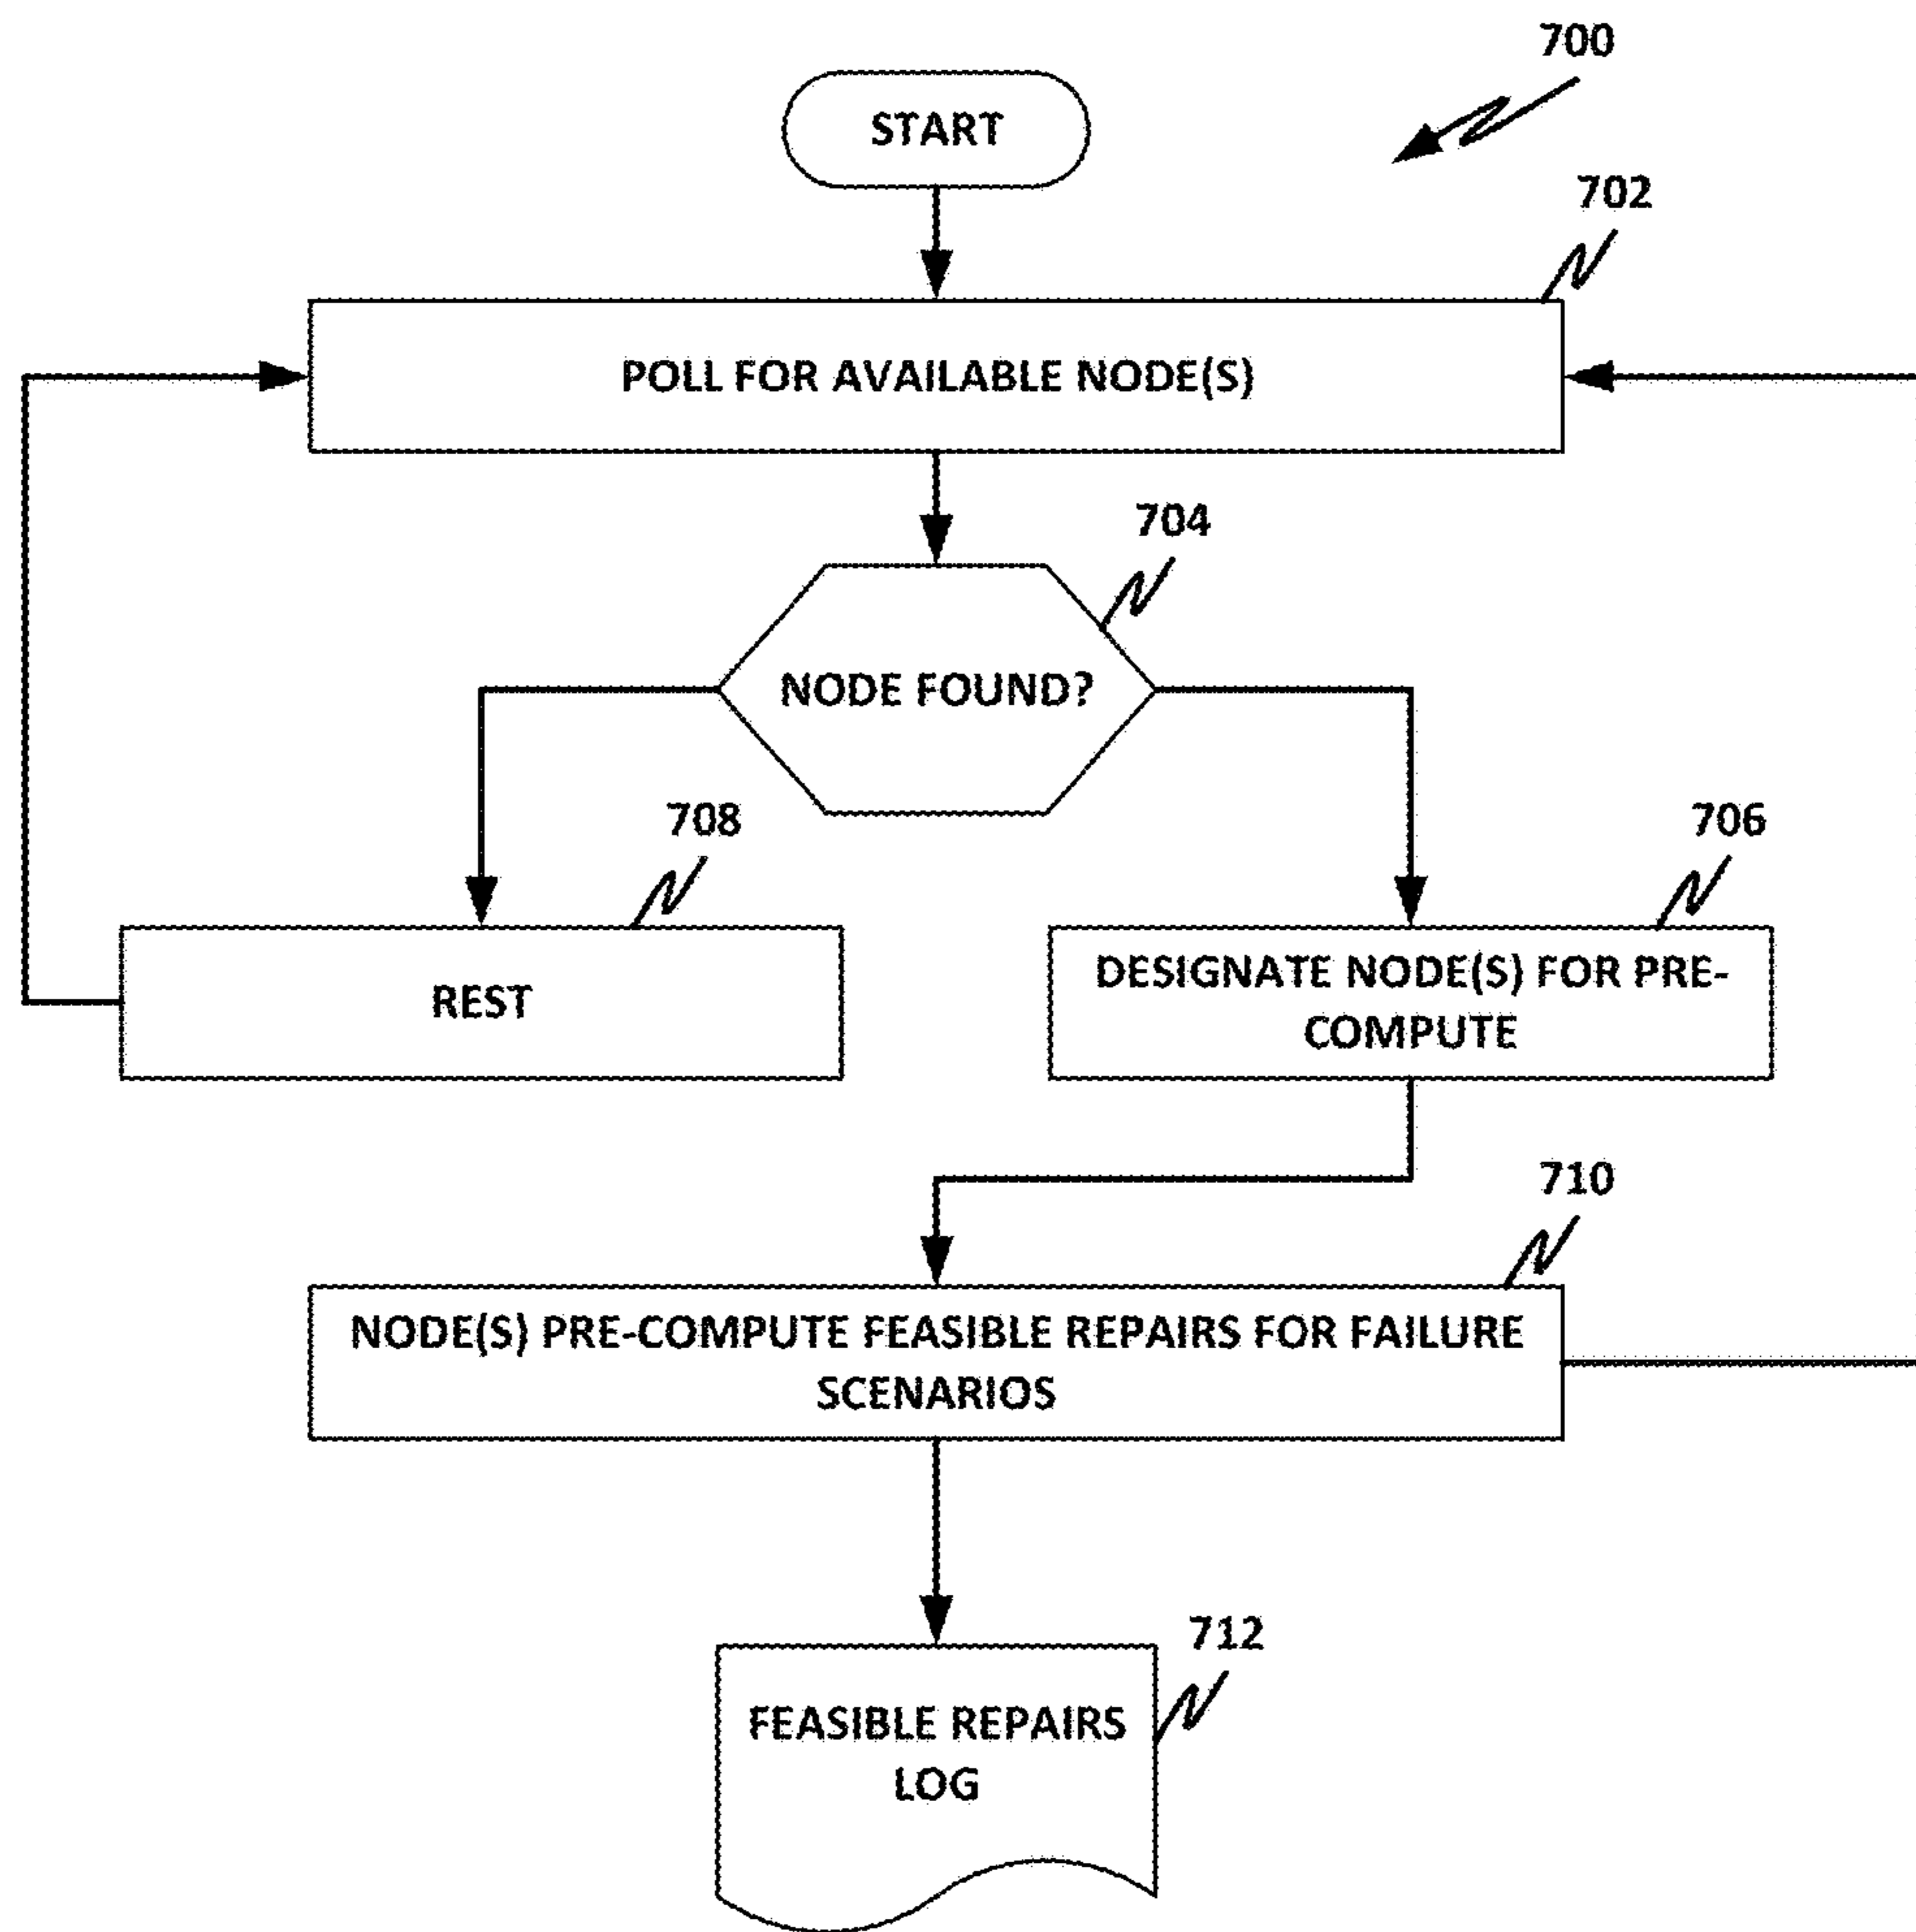 700
START
702
POLL FOR AVAILABLE NODE(S)
704
NODE FOUND?
708
706
REST
DESIGNATE NODE(S) FOR PRE-
COMPUTE
710
NODE(S) PRE-COMPUTE FEASIBLE REPAIRS FOR FAILURE
SCENARIOS
712
FEASIBLE REPAIRS
LOG